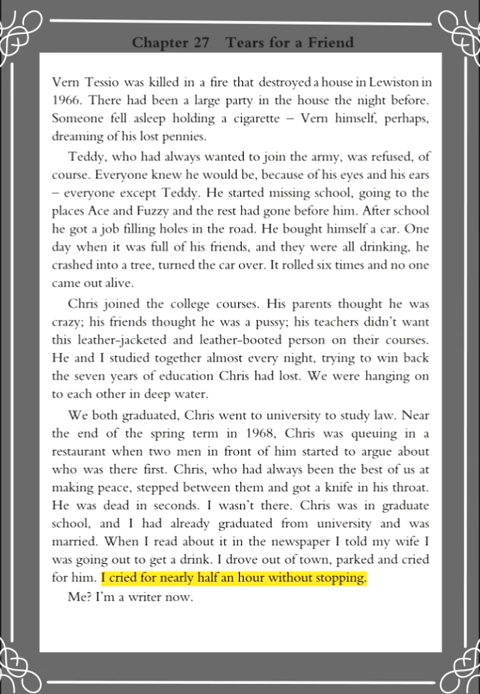 Chapter 27 Tears for a Friend
Vern Tessio was killed in a fire that destroyed a house in Lewiston in
1966. There had been a large party in the house the night before.
Someone fell asleep holding a cigarette – Vern himself, perhaps,
dreaming of his lost pennies.
Teddy, who had always wanted to join the army, was refused, of
course. Everyone knew he would be, because of his eyes and his ears
– everyone except Teddy. He started missing school, going to the
places Ace and Fuzzy and the rest had gone before him. After school
he got a job filling holes in the road. He bought himself a car. One
day when it was full of his friends, and they were all drinking, he
crashed into a tree, turned the car over. It rolled six times and no one
came out alive.
Chris joined the college courses. His parents thought he was
crazy; his friends thought he was a pussy; his teachers didn't want
this leather-jacketed and leather-booted person on their courses.
He and I studied together almost every night, trying to win back
the seven years of education Chris had lost. We were hanging on
to each other in deep water.
We both graduated, Chris went to university to study law. Near
the end of the spring term in 1968, Chris was queuing in a
restaurant when two men in front of him started to argue about
who was there first. Chris, who had always been the best of us at
making peace, stepped between them and got a knife in his throat.
He was dead in seconds. I wasn't there. Chris was in graduate
school, and I had already graduated from university and was
married. When I read about it in the newspaper I told my wife I
was going out to get a drink. I drove out of town, parked and cried
for him. I cried for nearly half an hour without stopping.
Me? I'm a writer now.